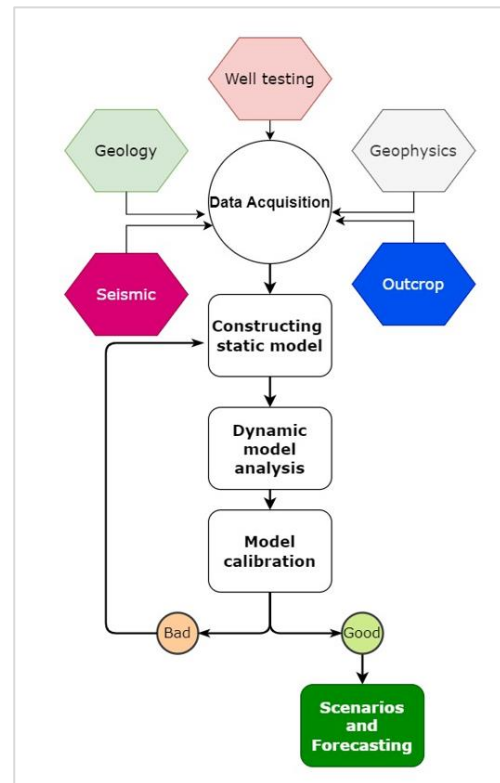 Well testing
Geology
Geophysics
Data Acquisition
Seismic
Outcrop
Constructing
static model
Dynamic
model
analysis
Model
calibration
Bad
Good
Scenarios
and
Forecasting